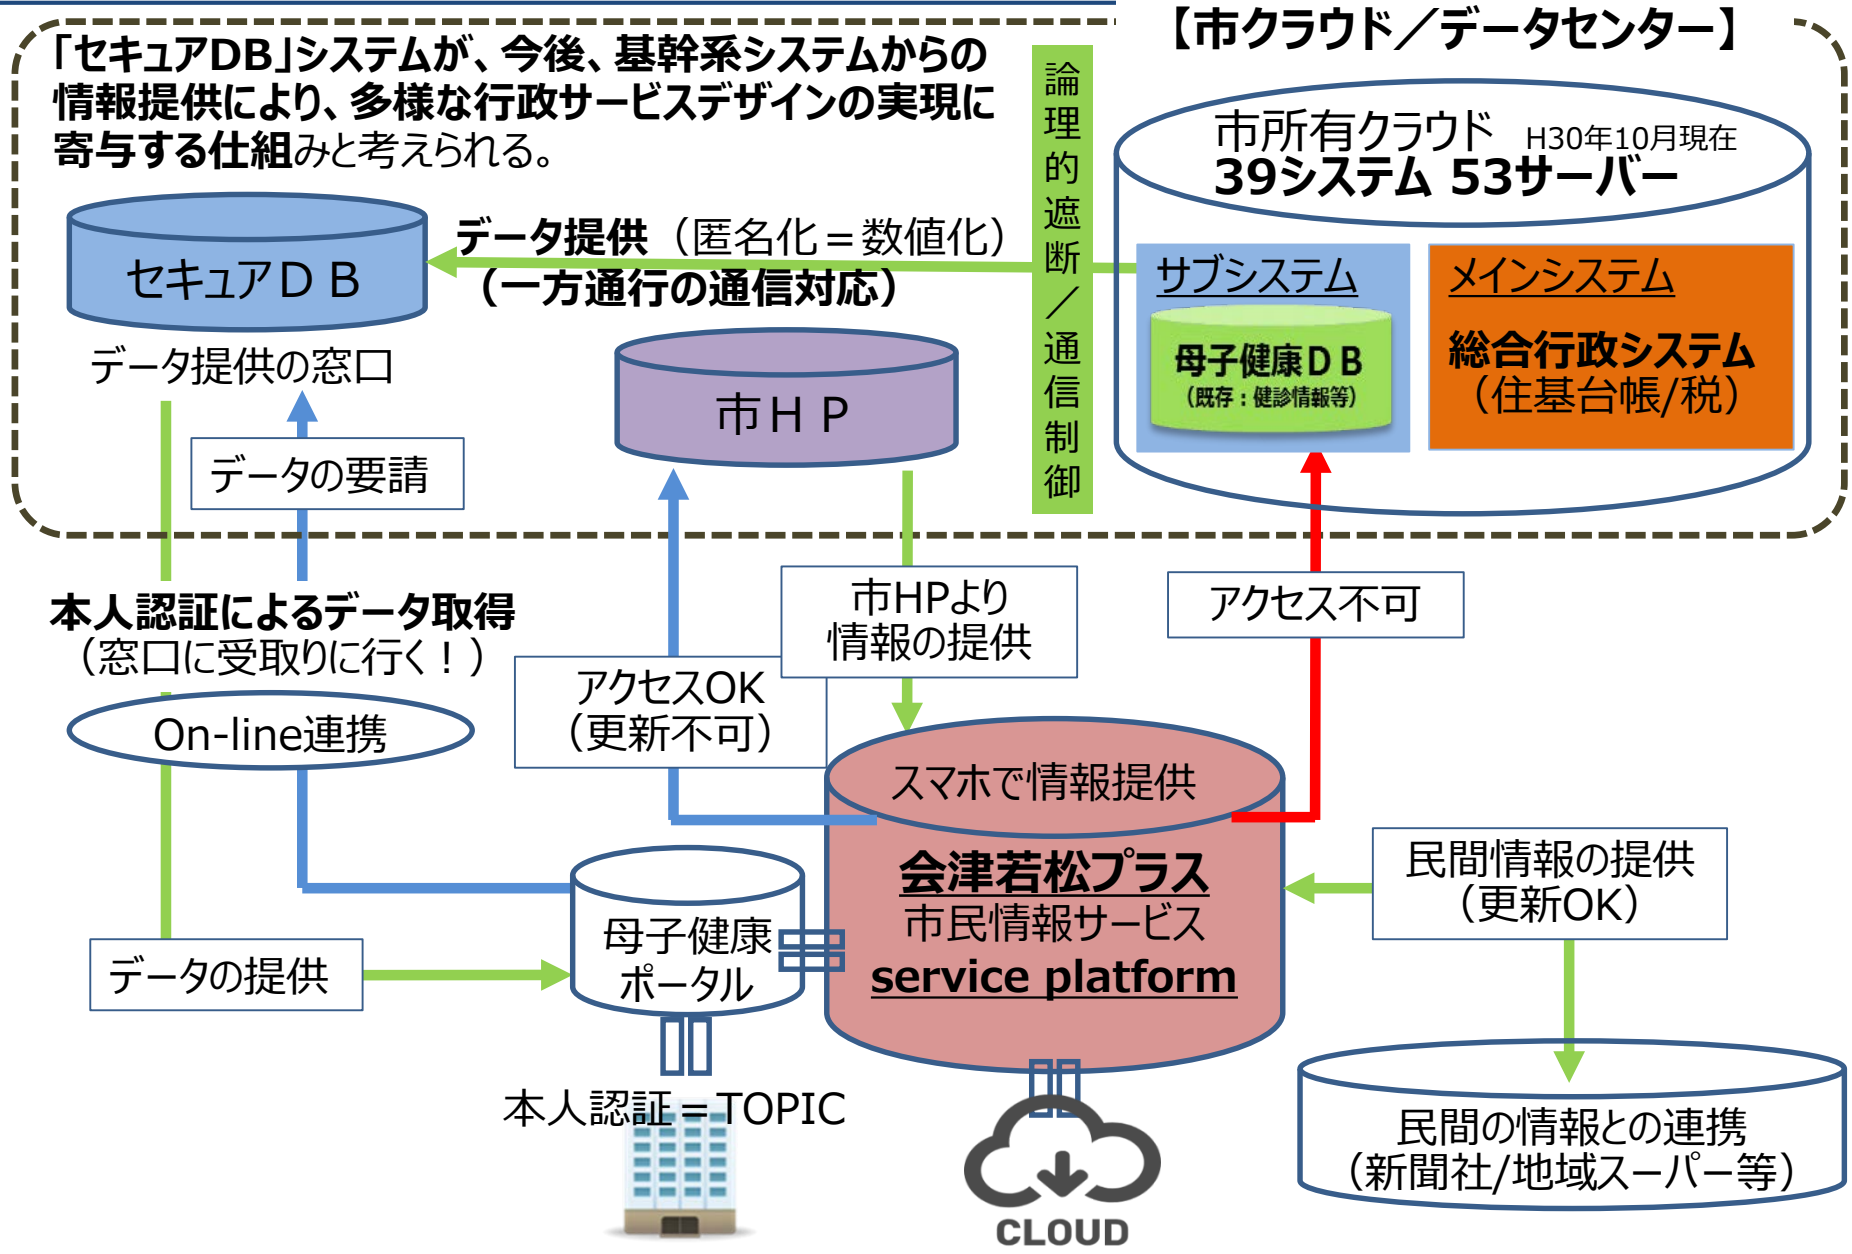 【市クラウド／データセンター】
「セキュアDB」システムが、今後、基幹系システムからの
情報提供により、多様な行政サービスデザインの実現に
寄与する仕組みと考えられる。
論理的遮断／通信制御
市所有クラウド H30年10月現在
39システム 53サーバー
セキュアＤＢ
データ提供（匿名化＝数値化）
（一方通行の通信対応）
サブシステム
母子健康ＤＢ
（既存：健診情報等）
メインシステム
総合行政システム
（住基台帳/税）
データ提供の窓口
市ＨＰ
データの要請
本人認証によるデータ取得
（窓口に受取りに行く！）
市HPより
情報の提供
アクセス不可
アクセスOK
（更新不可）
On-line連携
スマホで情報提供
会津若松プラス
市民情報サービス
service platform
民間情報の提供
（更新OK）
母子健康
ポータル
データの提供
本人認証＝TOPIC
民間の情報との連携
（新聞社/地域スーパー等）
CLOUD